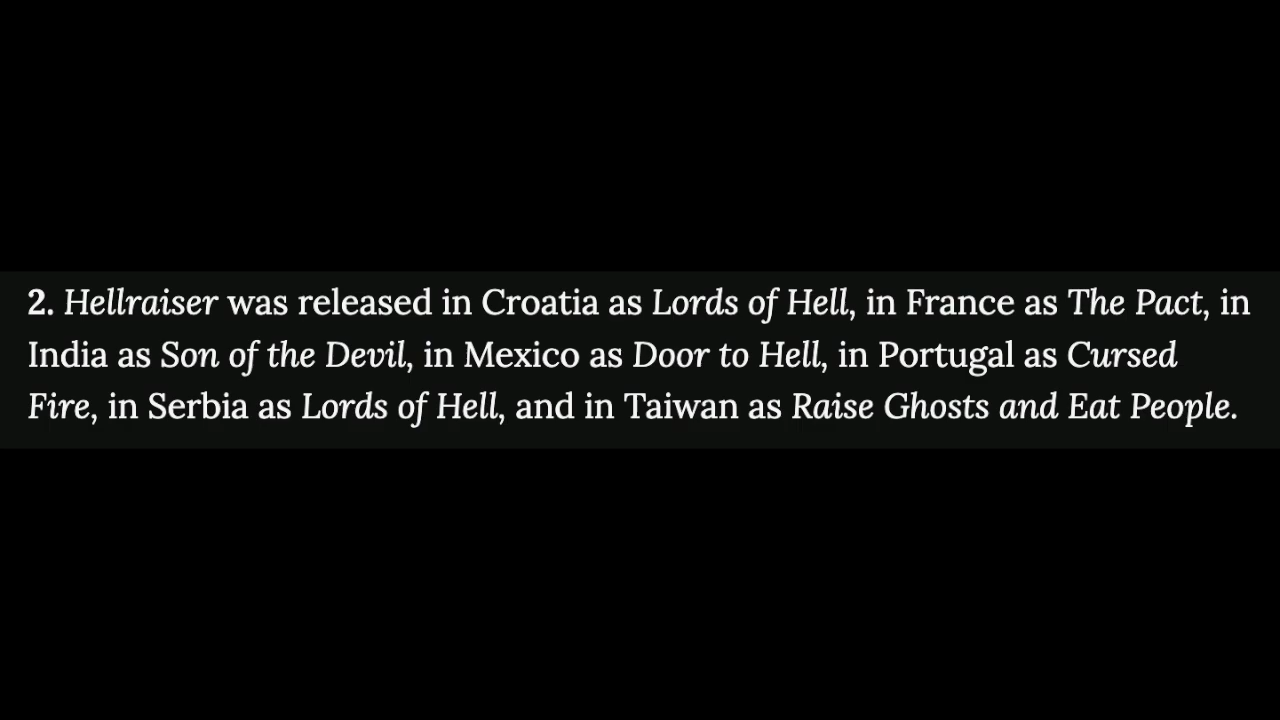 2. Hellraiser was released in Croatia as Lords of Hell, in France as The Pact, in
India as Son of the Devil, in Mexico as Door to Hell, in Portugal as Cursed
Fire, in Serbia as Lords of Hell, and in Taiwan as Raise Ghosts and Eat People.